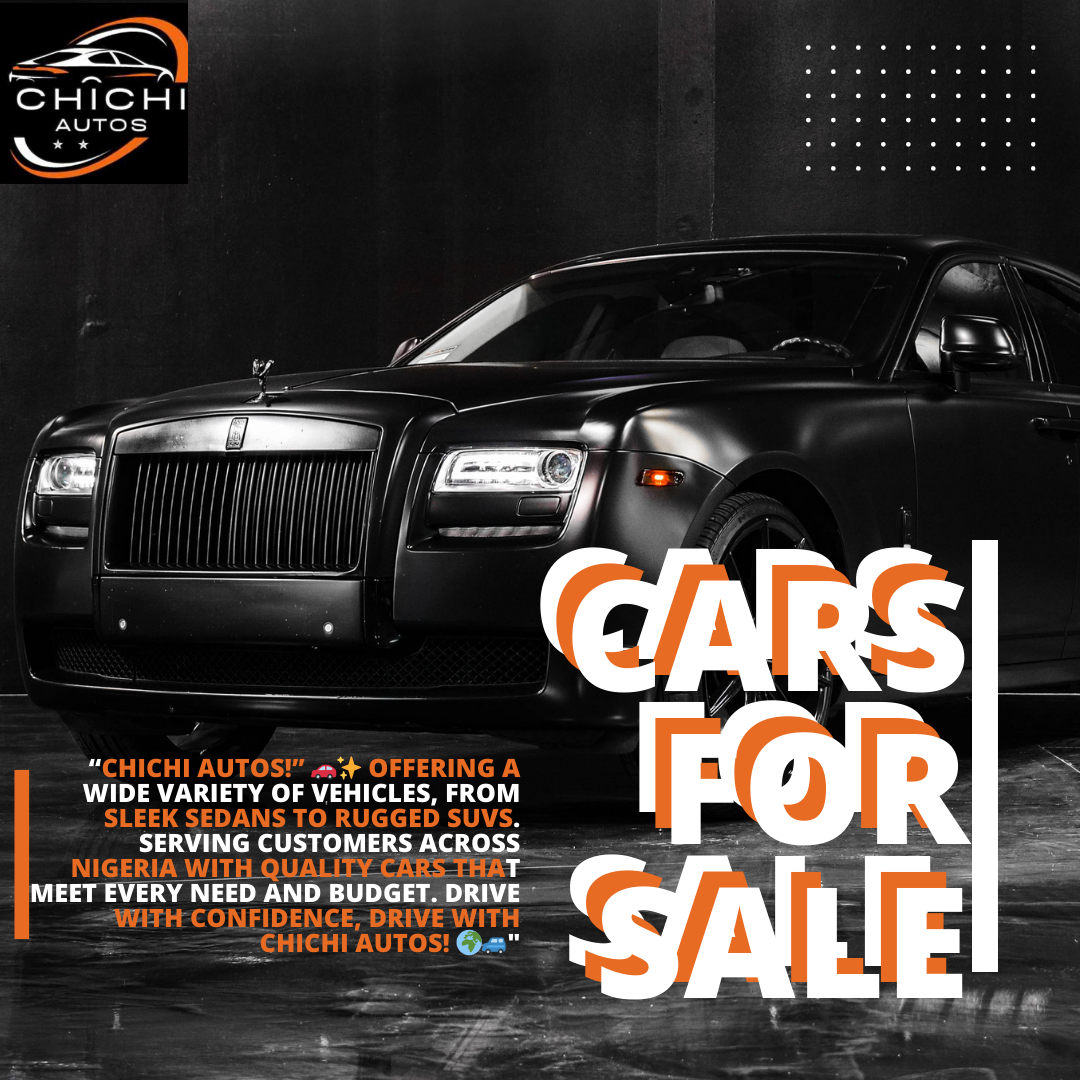 CHICHI
AUTOS
“CHICHI AUTOS!” 🚗✨ OFFERING A
WIDE VARIETY OF VEHICLES, FROM
SLEEK SEDANS TO RUGGED SUVS.
SERVING CUSTOMERS ACROSS
NIGERIA WITH QUALITY CARS THAT
MEET EVERY NEED AND BUDGET. DRIVE
WITH CONFIDENCE, DRIVE WITH
CHICHI AUTOS! 🌍🚙"
CARS
FOR
SALE